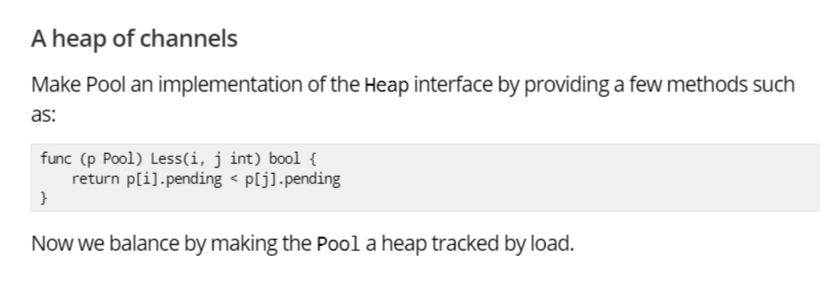 A heap of channels
Make Pool an implementation of the Heap interface by providing a few methods such
as:
func (p Pool) Less(i, j int) bool {
    return p[i].pending < p[j].pending
}
Now we balance by making the Pool a heap tracked by load.